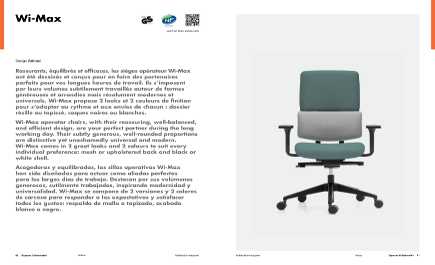 Wi-Max
GS
NF
Design Dalcaze
Rassurants, équilibrés et efficaces, les sièges opérateur Wi-Max
ont été dessinés et conçus pour en faire des partenaires
parfaits pour vos longues heures de travail. Ils s'imposent
par leurs volumes subtilement travaillés autour de formes
généreuses et arrondies mais résolument modernes et
universels. Wi-Max propose 2 looks et 2 couleurs de finition
pour s'adapter au rythme et aux envies de chacun : dossier
résille ou tapissé, coques noires ou blanches.
Wi-Max operator chairs, with their reassuring, well-balanced,
and efficient design, are your perfect partner during the long
working day. Their subtly generous, well-rounded proportions
are distinctive yet unashamedly universal and modern.
Wi-Max comes in 2 great looks and 2 colours to suit every
individual preference: mesh or upholstered back and black or
white shell.
Acogedoras y equilibradas, las sillas operativas Wi-Max
han sido diseñadas para actuar como aliadas perfectas
para los largos días de trabajo. Destacan por sus volúmenes
generosos, sutilmente trabajados, inspirando modernidad y
universalidad. Wi-Max se compone de 2 versiones y 2 colores
de carcasa para responder a las expectativas y satisfacer
todos los gustos: respaldo de malla o tapizado, acabado
blanco o negro.